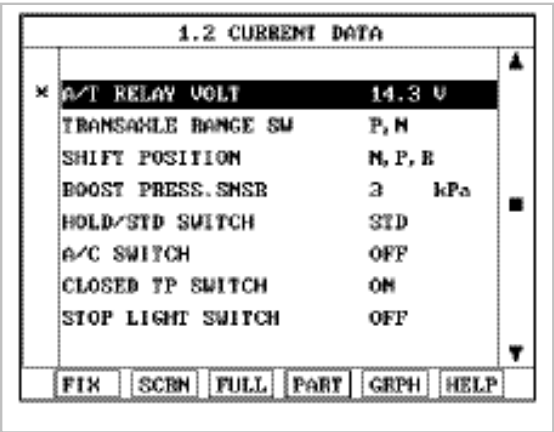 1.2 CURRENT DATA
* A/T RELAY VOLT 14.3 V
TRANSAXLE RANGE SW P,N
SHIFT POSITION N,P,R
BOOST PRESS.SNSR 3 kPa
HOLD/STD SWITCH STD
A/C SWITCH OFF
CLOSED TP SWITCH ON
STOP LIGHT SWITCH OFF
FIX SCRN FULL PART GRPH HELP